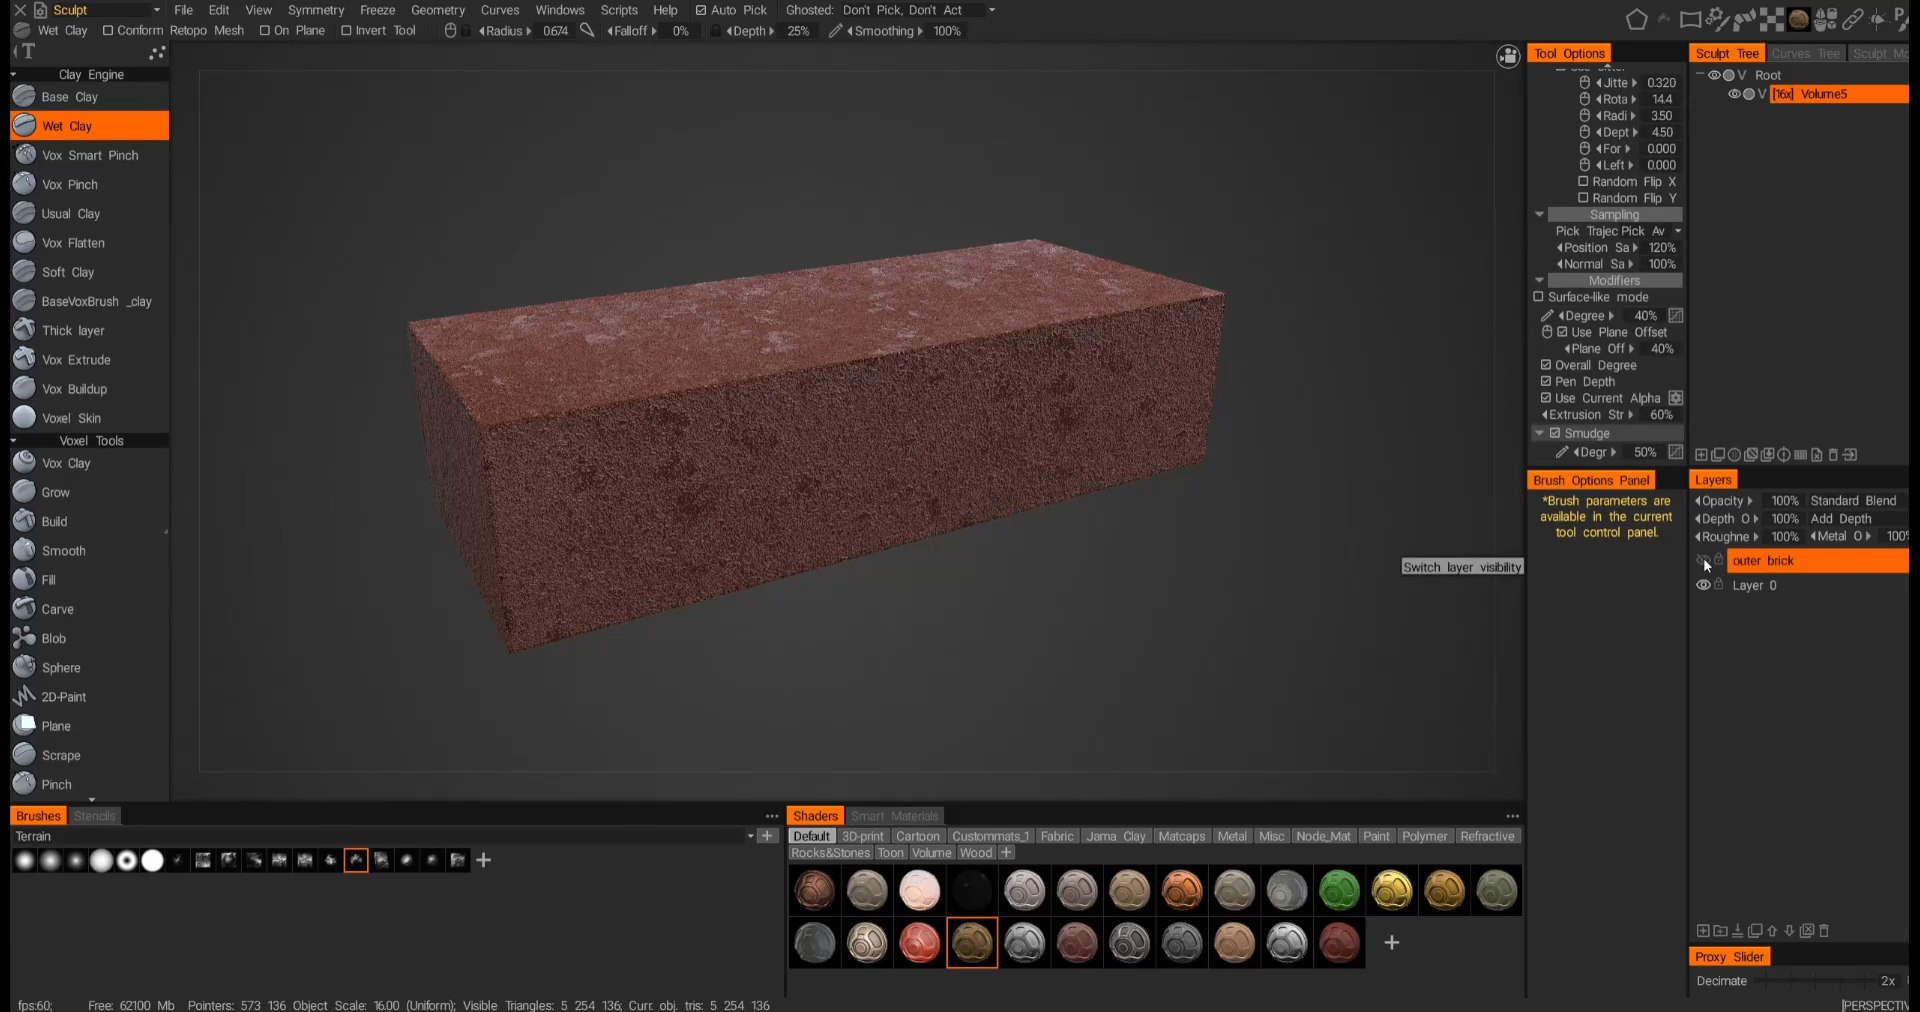 Sculpt File Edit View Symmetry Freeze Geometry Curves Windows Scripts Help Auto Pick Ghosted: Don't Pick, Don't Act
Wet Clay Conform Retopo Mesh On Plane Invert Tool Radius 0.674 Falloff 0% Depth 25% Smoothing 100%
T
Clay Engine
Base Clay
Wet Clay
Vox Smart Pinch
Vox Pinch
Usual Clay
Vox Flatten
Soft Clay
BaseVoxBrush _clay
Thick layer
Vox Extrude
Vox Buildup
Voxel Skin
Voxel Tools
Vox Clay
Grow
Build
Smooth
Fill
Carve
Blob
Sphere
2D-Paint
Plane
Scrape
Pinch
Tool Options
Jitte 0.320
Rota 14.4
Radi 3.50
Dept 4.50
For 0.000
Left 0.000
Random Flip X
Random Flip Y
Sampling
Pick Trajec Pick Av
Position Sa 120%
Normal Sa 100%
Modifiers
Surface-like mode
Degree 40%
Use Plane Offset
Plane Off 40%
Overall Degree
Pen Depth
Use Current Alpha
Extrusion Str 60%
Smudge
Degr 50%
Brush Options Panel
*Brush parameters are
available in the current
tool control panel.
Sculpt Tree Curves Tree Sculpt Mo
V Root
V [16x] Volume5
Layers
Opacity 100% Standard Blend
Depth O 100% Add Depth
Roughne 100% Metal O 100%
outer brick
Layer 0
Switch layer visibility
Proxy Slider
Decimate 2x
Brushes Stencils
Terrain
Shaders Smart Materials
Default 3D-print Cartoon Custommats_1 Fabric Jama Clay Matcaps Metal Misc Node_Mat Paint Polymer Refractive
Rocks&Stones Toon Volume Wood +
fps:60; Free: 62100 Mb Pointers: 573 136 Object Scale: 16.00 (Uniform); Visible Triangles: 5 254 136; Curr. obj. tris: 5 254 136
[PERSPECTIV